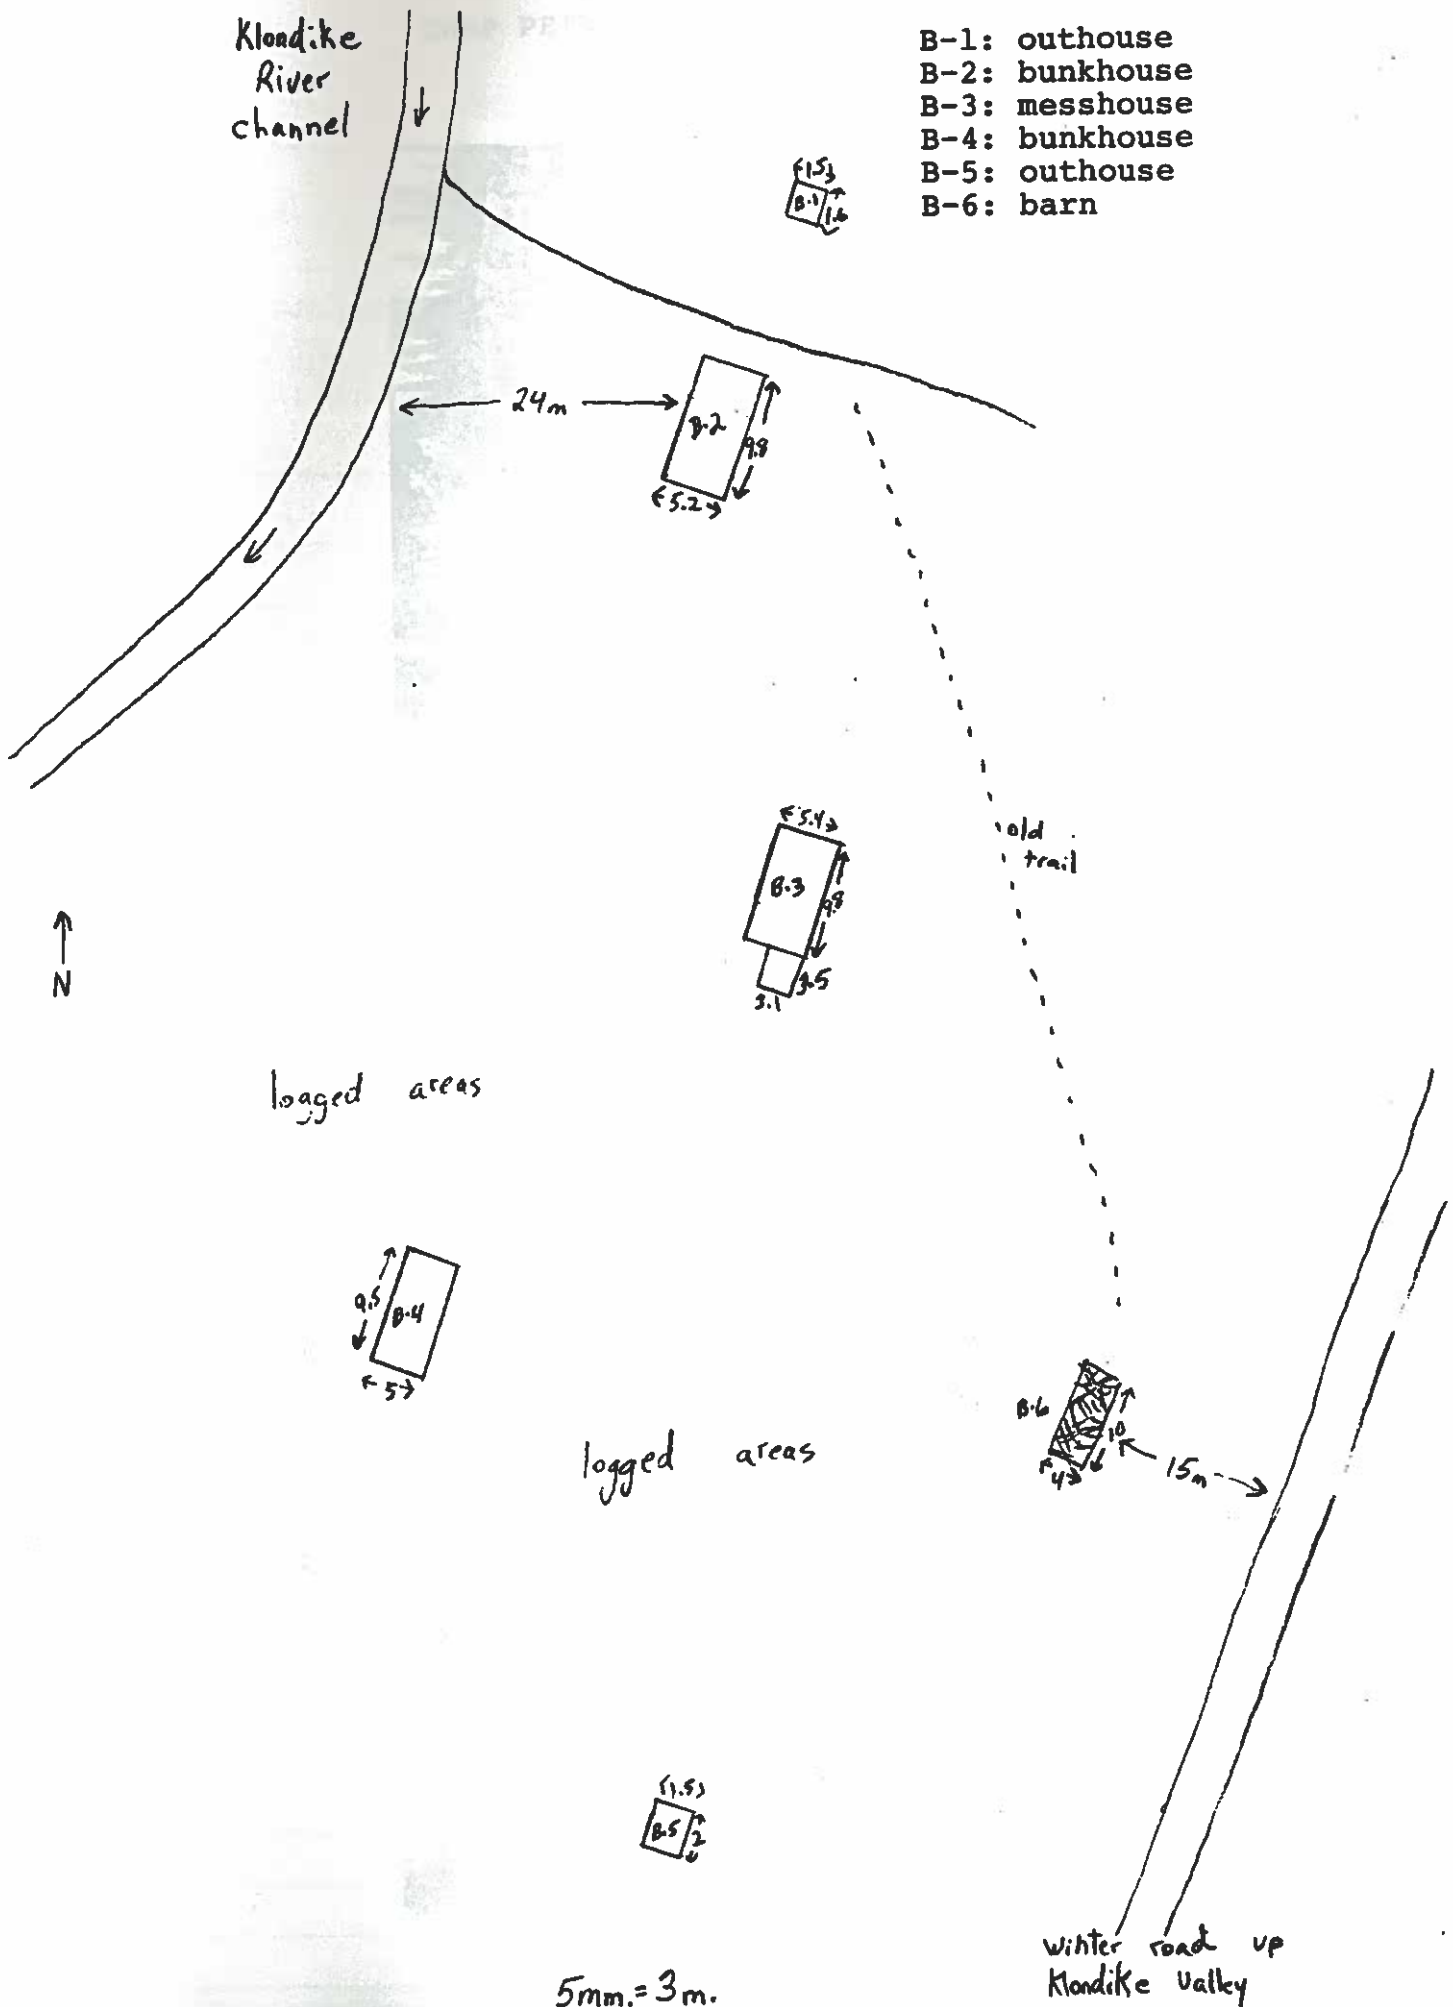 Klondike
River
channel
B-1: outhouse
B-2: bunkhouse
B-3: messhouse
B-4: bunkhouse
B-5: outhouse
B-6: barn
1.5
B.1
1.6
24m
B.2
9.8
5.2
old
trail
5.4
B.3
9.8
3.5
3.1
N
logged areas
9.5
B.4
5
B.6
10
4
15m
logged areas
1.5
B.5
2
winter road up
Klondike Valley
5mm. = 3m.